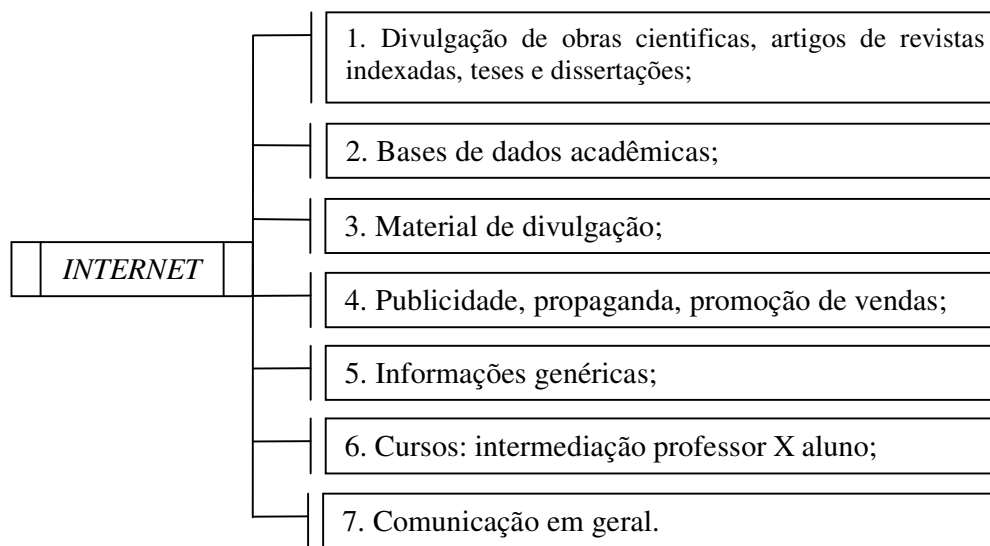 1. Divulgação de obras cientificas, artigos de revistas
indexadas, teses e dissertações;
2. Bases de dados acadêmicas;
3. Material de divulgação;
INTERNET
4. Publicidade, propaganda, promoção de vendas;
5. Informações genéricas;
6. Cursos: intermediação professor X aluno;
7. Comunicação em geral.